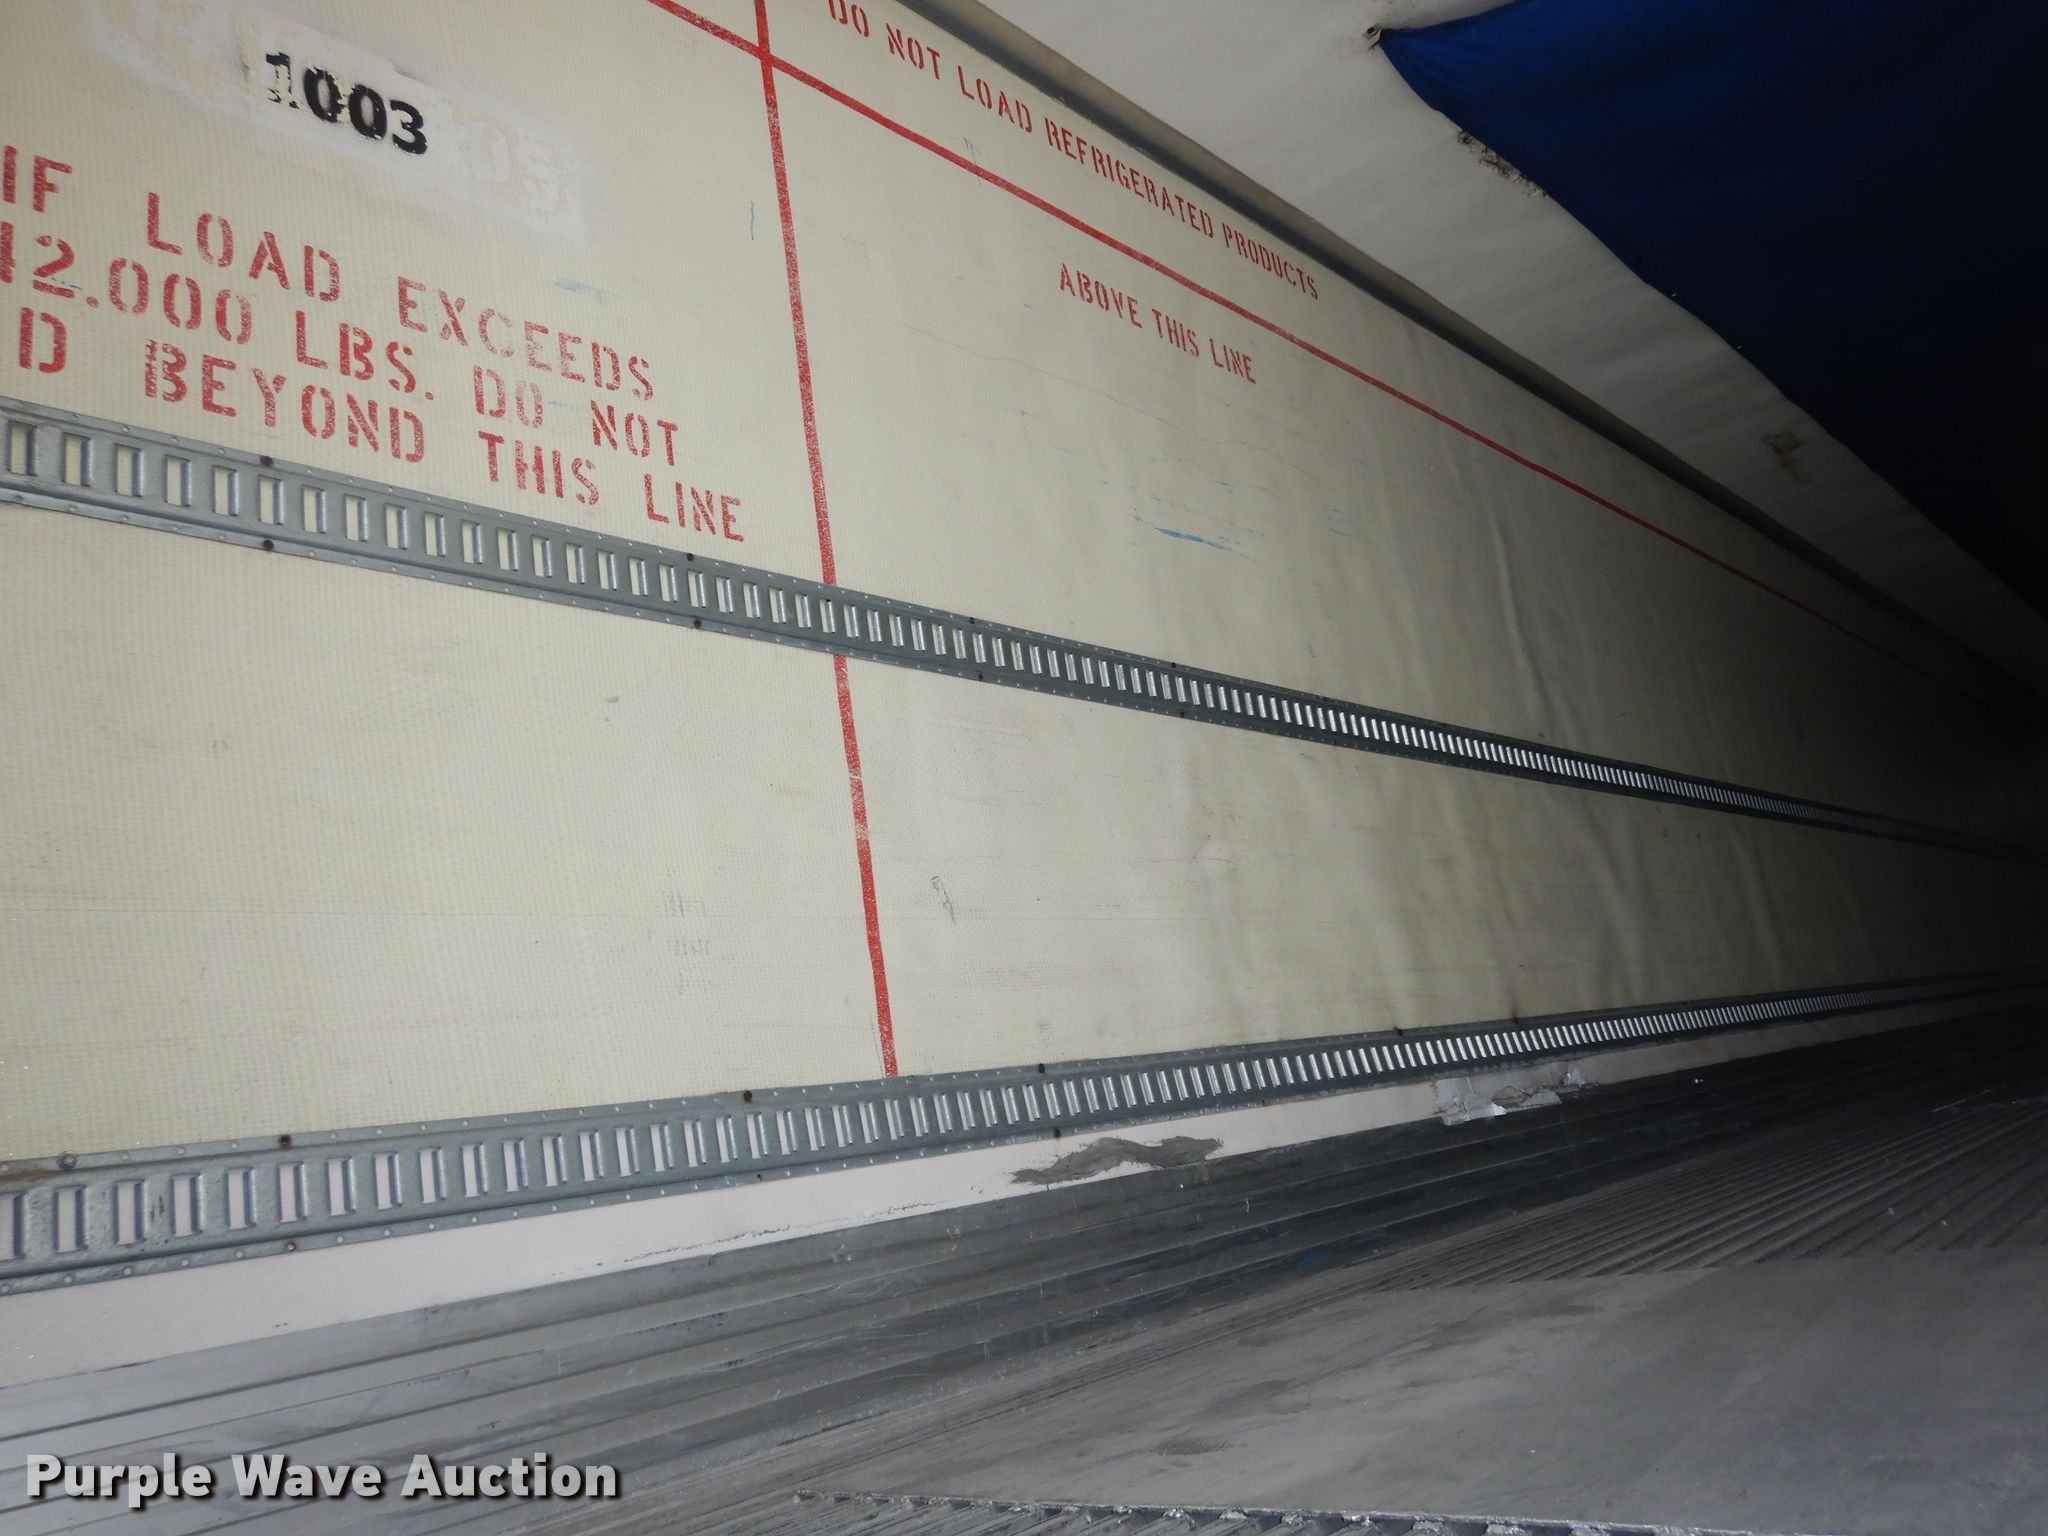 1003
IF LOAD EXCEEDS
42.000 LBS. DO NOT
D BEYOND THIS LINE
DO NOT LOAD REFRIGERATED PRODUCTS
ABOVE THIS LINE
Purple Wave Auction